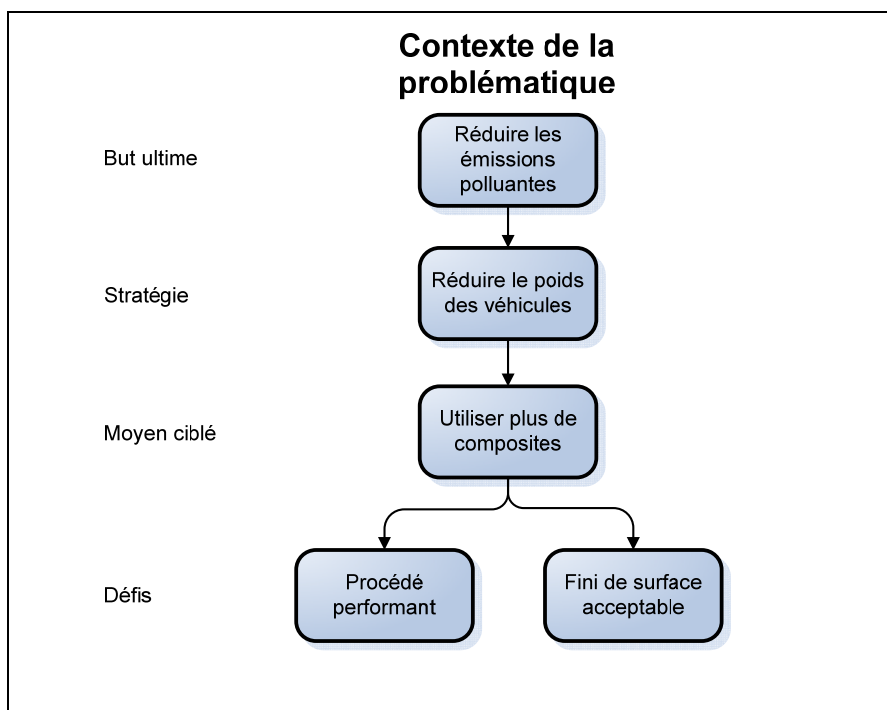 Contexte de la
problématique
But ultime
Réduire les
émissions
polluantes
Stratégie
Réduire le poids
des véhicules
Moyen ciblé
Utiliser plus de
composites
Défis
Procédé
performant
Fini de surface
acceptable